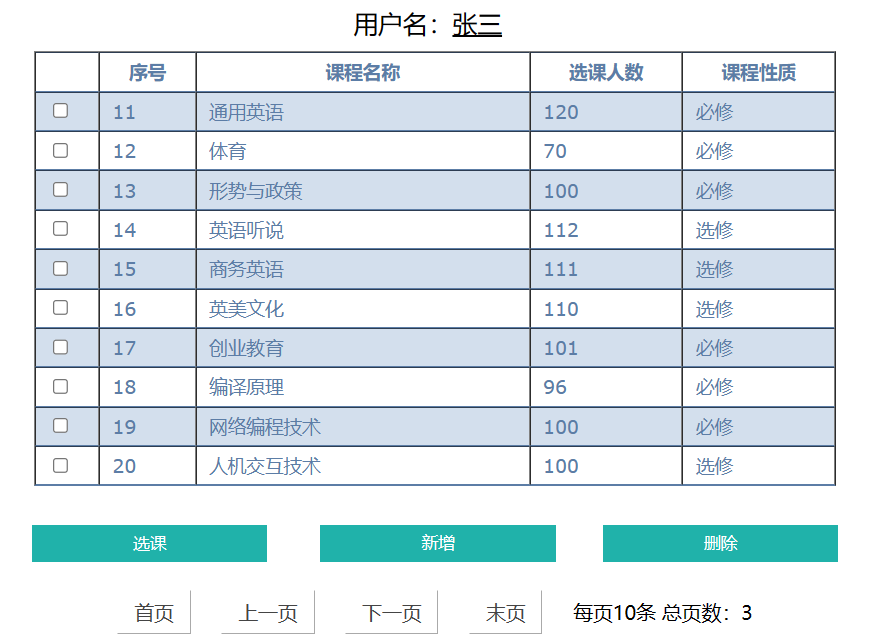 用户名：张三
序号 课程名称 选课人数 课程性质
11 通用英语 120 必修
12 体育 70 必修
13 形势与政策 100 必修
14 英语听说 112 选修
15 商务英语 111 选修
16 英美文化 110 选修
17 创业教育 101 必修
18 编译原理 96 必修
19 网络编程技术 100 必修
20 人机交互技术 100 选修
选课 新增 删除
首页 上一页 下一页 末页 每页10条 总页数：3